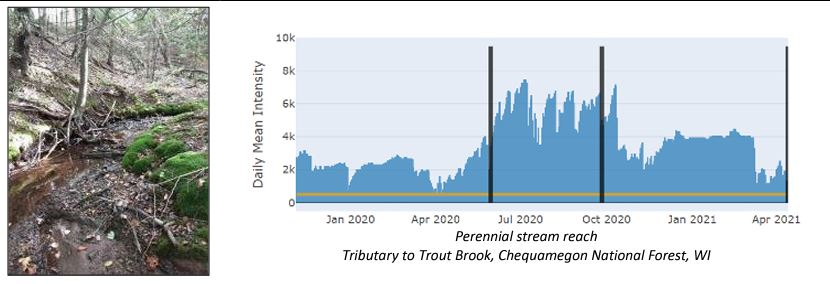 10k
8k
6k
4k
2k
0
Daily Mean Intensity
Jan 2020 Apr 2020 Jul 2020 Oct 2020 Jan 2021 Apr 2021
Perennial stream reach
Tributary to Trout Brook, Chequamegon National Forest, WI